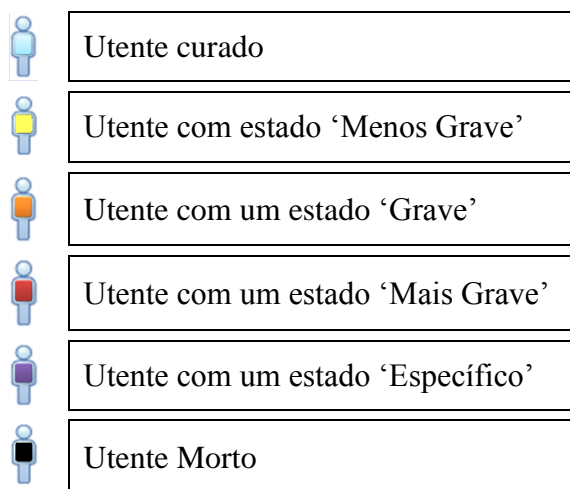 Utente curado
Utente com estado ‘Menos Grave’
Utente com um estado ‘Grave’
Utente com um estado ‘Mais Grave’
Utente com um estado ‘Específico’
Utente Morto